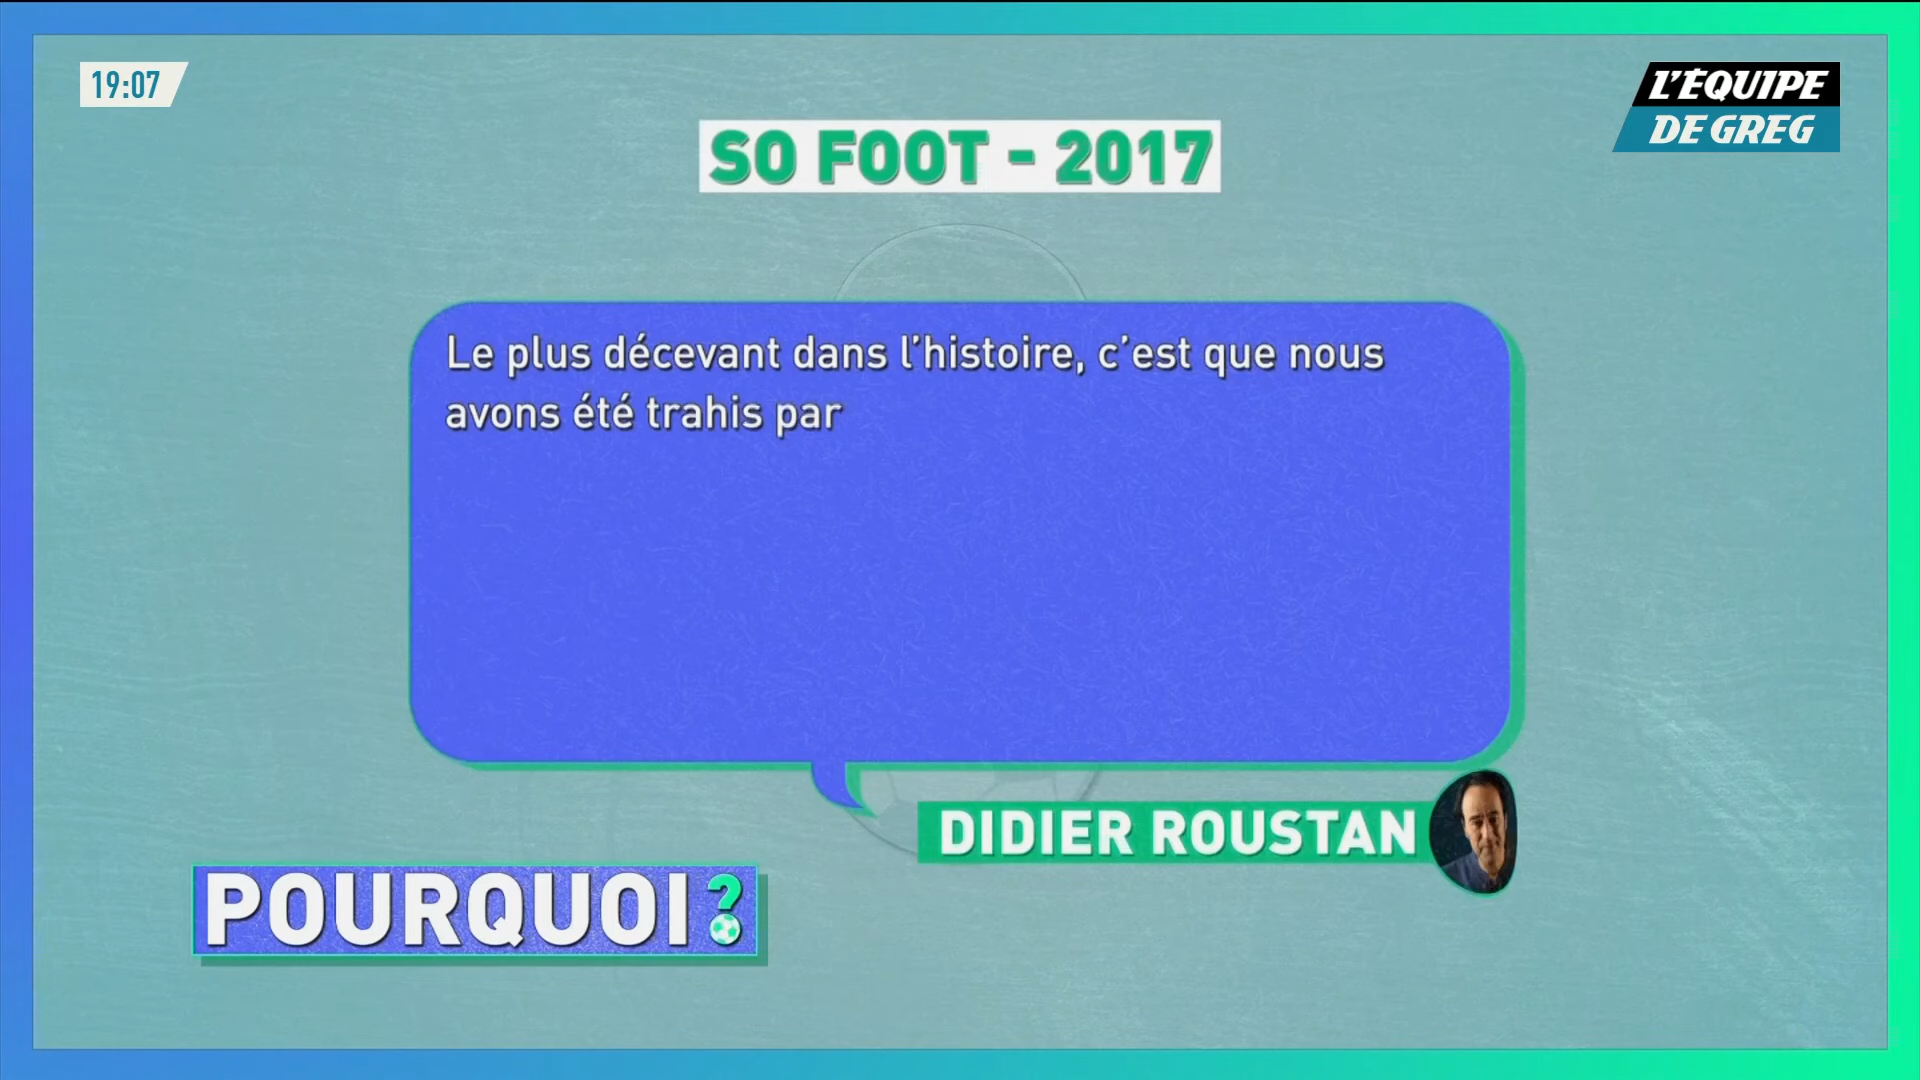 19:07
L'ÉQUIPE
DE GREG
SO FOOT - 2017
Le plus décevant dans l'histoire, c'est que nous
avons été trahis par
DIDIER ROUSTAN
POURQUOI ?